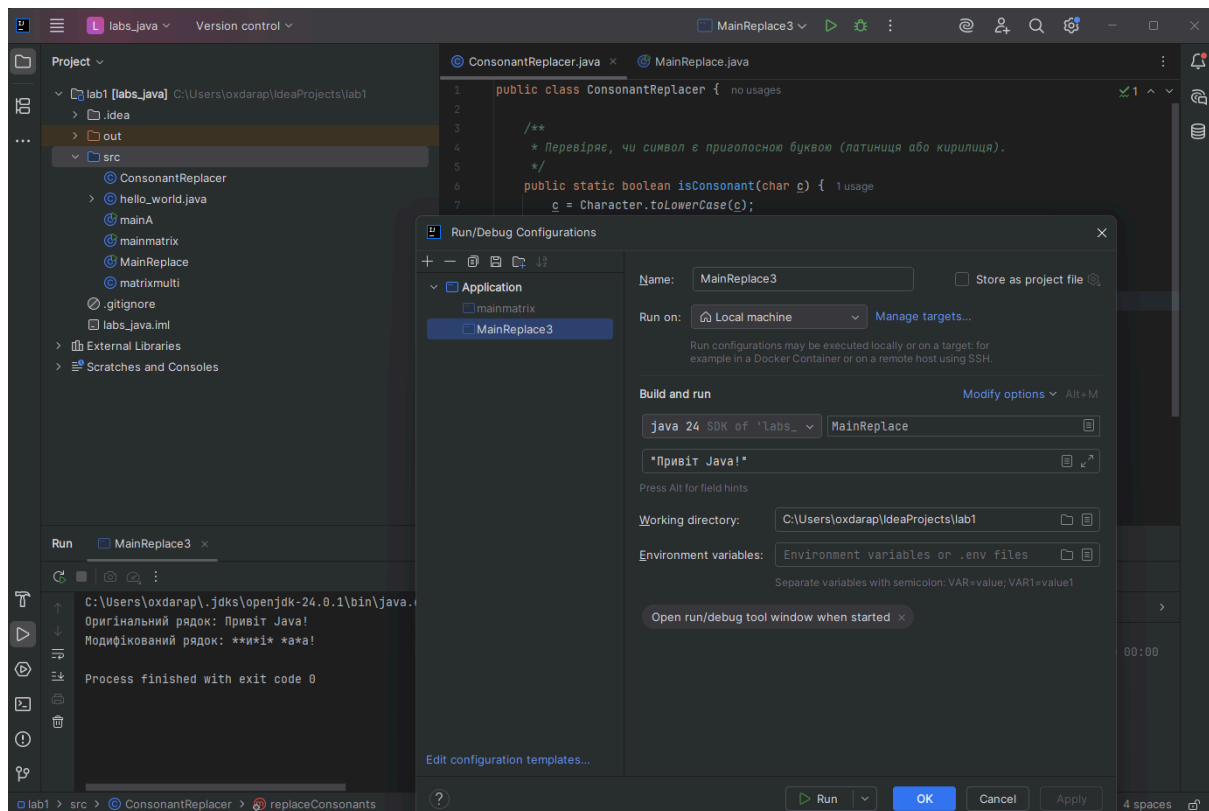 labs_java
Version control
MainReplace3
Project
lab1 [labs_java] C:\Users\oxdarap\IdeaProjects\lab1
.idea
out
src
ConsonantReplacer
hello_world.java
mainA
mainmatrix
MainReplace
matrixmulti
.gitignore
labs_java.iml
External Libraries
Scratches and Consoles
ConsonantReplacer.java
MainReplace.java
1 public class ConsonantReplacer { no usages
1
2
3 /**
4 * Перевіряє, чи символ є приголосною буквою (латиниця або кирилиця).
5 */
6 public static boolean isConsonant(char c) { 1 usage
7 c = Character.toLowerCase(c);
Run/Debug Configurations
Application
mainmatrix
MainReplace3
Edit configuration templates...
Name: MainReplace3
Store as project file
Run on: Local machine
Manage targets...
Run configurations may be executed locally or on a target: for
example in a Docker Container or on a remote host using SSH.
Build and run
Modify options Alt+M
java 24 SDK of 'labs_
MainReplace
"Привіт Java!"
Press Alt for field hints
Working directory: C:\Users\oxdarap\IdeaProjects\lab1
Environment variables: Environment variables or .env files
Separate variables with semicolon: VAR=value; VAR1=value1
Open run/debug tool window when started
Run
OK
Cancel
Apply
Run
MainReplace3
C:\Users\oxdarap\.jdks\openjdk-24.0.1\bin\java.
Оригінальний рядок: Привіт Java!
Модифікований рядок: **и*і* *a*a!
Process finished with exit code 0
00:00
lab1 > src > ConsonantReplacer > replaceConsonants
4 spaces